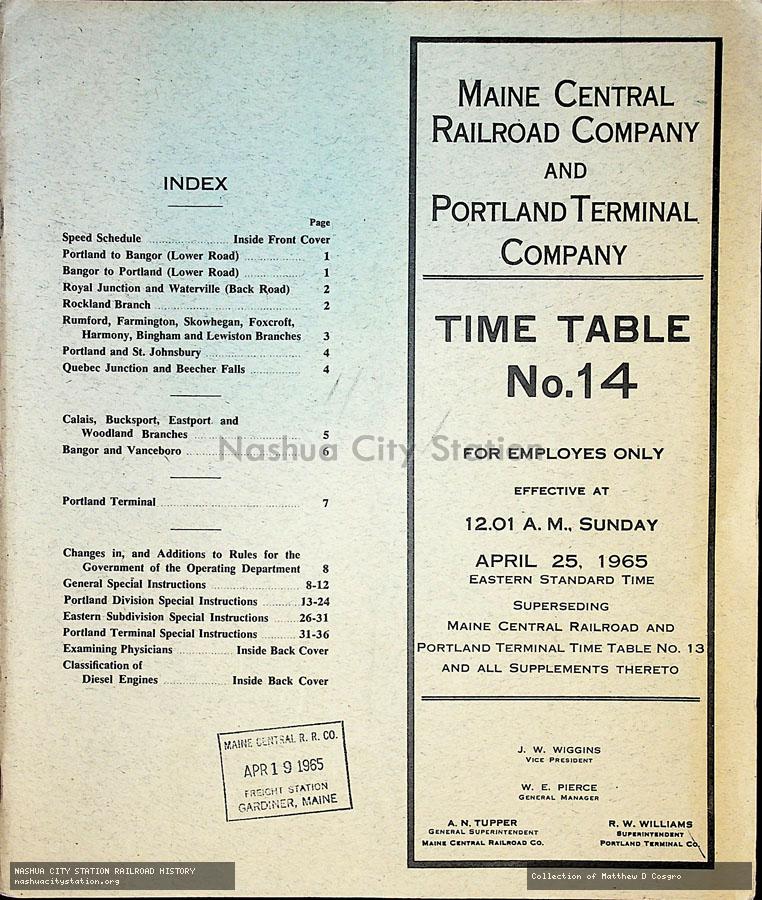 INDEX
Page
Speed Schedule Inside Front Cover
Portland to Bangor (Lower Road) 1
Bangor to Portland (Lower Road) 1
Royal Junction and Waterville (Back Road) 2
Rockland Branch 2
Rumford, Farmington, Skowhegan, Foxcroft,
Harmony, Bingham and Lewiston Branches 3
Portland and St. Johnsbury 4
Quebec Junction and Beecher Falls 4
Calais, Bucksport, Eastport and
Woodland Branches 5
Bangor and Vanceboro 6
Portland Terminal 7
Changes in, and Additions to Rules for the
Government of the Operating Department 8
General Special Instructions 8-12
Portland Division Special Instructions 13-24
Eastern Subdivision Special Instructions 26-31
Portland Terminal Special Instructions 31-36
Examining Physicians Inside Back Cover
Classification of
Diesel Engines Inside Back Cover
MAINE CENTRAL R. R. CO.
APR 19 1965
FREIGHT STATION
GARDINER, MAINE
MAINE CENTRAL
RAILROAD COMPANY
AND
PORTLAND TERMINAL
COMPANY
TIME TABLE
No. 14
FOR EMPLOYES ONLY
EFFECTIVE AT
12.01 A. M., SUNDAY
APRIL 25, 1965
EASTERN STANDARD TIME
SUPERSEDING
MAINE CENTRAL RAILROAD AND
PORTLAND TERMINAL TIME TABLE NO. 13
AND ALL SUPPLEMENTS THERETO
J. W. WIGGINS
VICE PRESIDENT
W. E. PIERCE
GENERAL MANAGER
A. N. TUPPER
GENERAL SUPERINTENDENT
MAINE CENTRAL RAILROAD CO.
R. W. WILLIAMS
SUPERINTENDENT
PORTLAND TERMINAL CO.
Nashua City Station
NASHUA CITY STATION RAILROAD HISTORY
nashuacitystation.org
Collection of Matthew D Cosgro